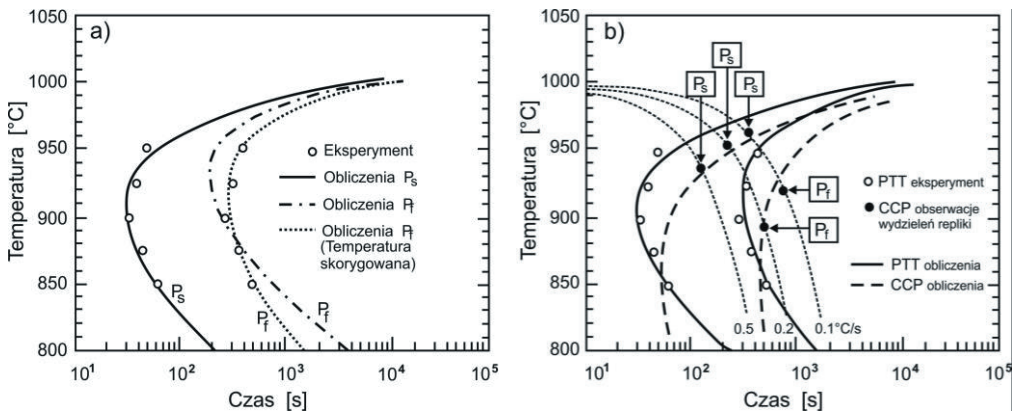 a)
Temperatura [°C]
1050
1000
950
900
850
800
10¹
10²
10³
10⁴
10⁵
Czas [s]
Eksperyment
Obliczenia Ps
Obliczenia Pf
Obliczenia Pf
(Temperatura
skorygowana)
Ps
Pf
Pf
b)
Temperatura [°C]
1050
1000
950
900
850
800
10¹
10²
10³
10⁴
10⁵
Czas [s]
Ps
Ps
Ps
Pf
Pf
PTT eksperyment
CCP obserwacje
wydzieleń repliki
PTT obliczenia
CCP obliczenia
0.5
0.2
0.1°C/s